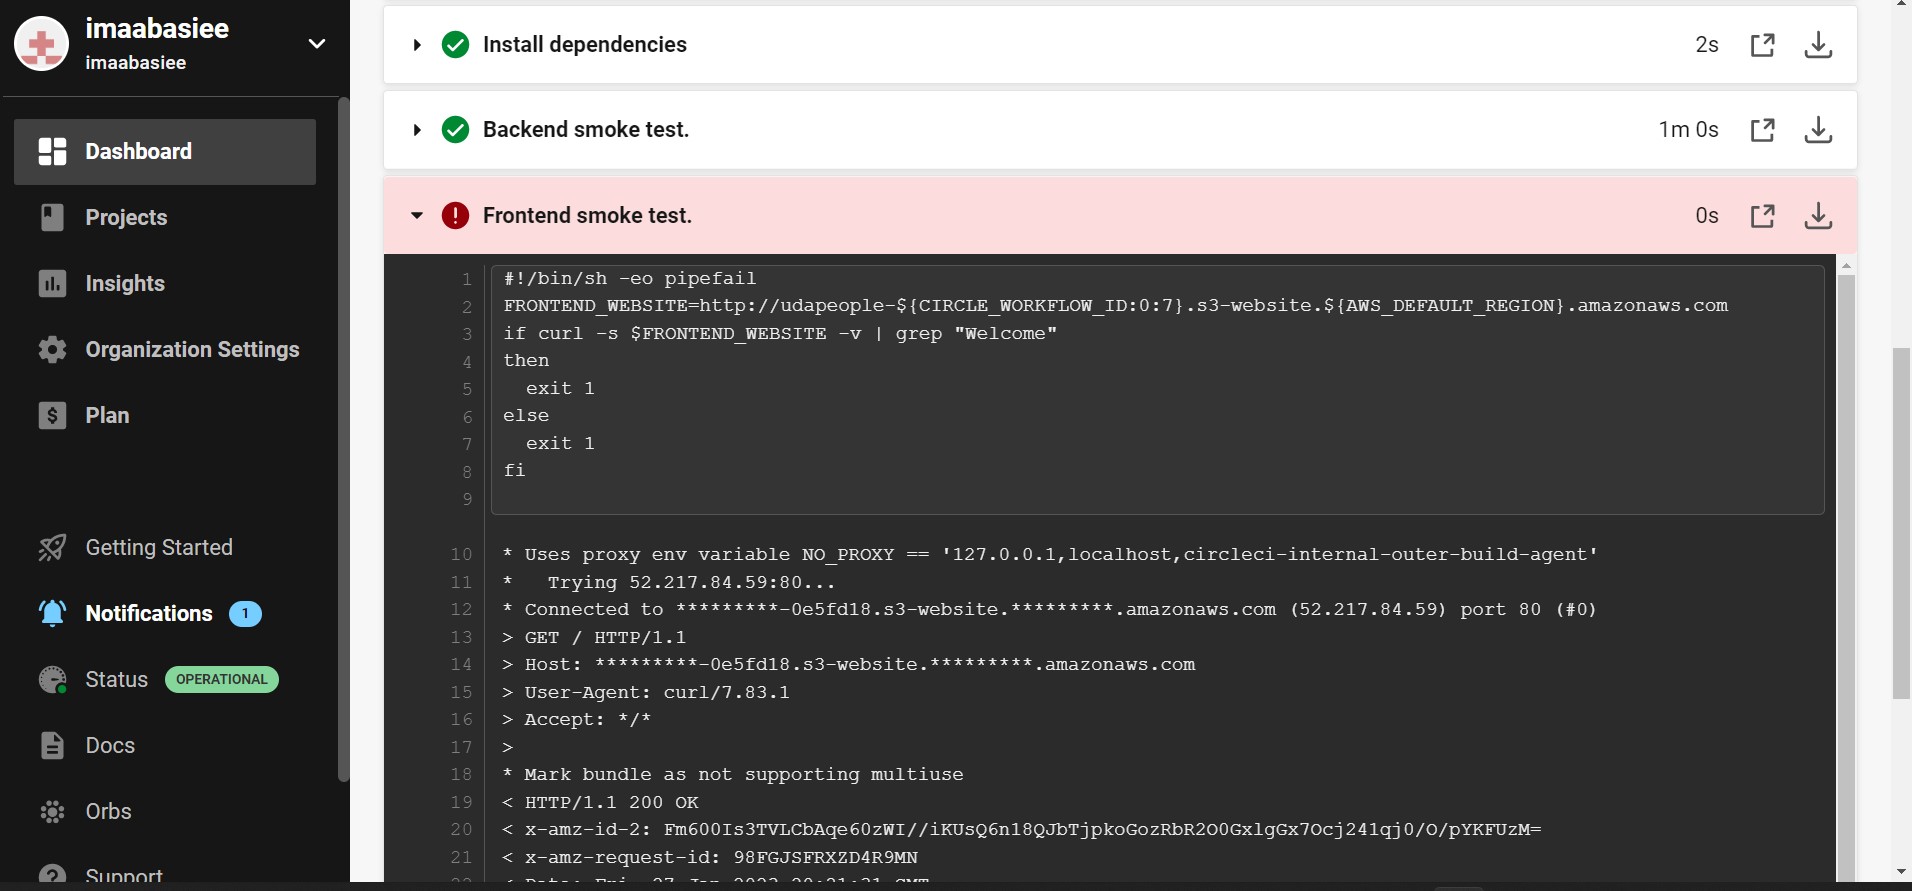 imaabasiee
imaabasiee
Dashboard
Projects
Insights
Organization Settings
Plan
Getting Started
Notifications 1
Status OPERATIONAL
Docs
Orbs
Support
Install dependencies 2s
Backend smoke test. 1m 0s
Frontend smoke test. 0s
1 #!/bin/sh -eo pipefail
2 FRONTEND_WEBSITE=http://udapeople-${CIRCLE_WORKFLOW_ID:0:7}.s3-website.${AWS_DEFAULT_REGION}.amazonaws.com
3 if curl -s $FRONTEND_WEBSITE -v | grep "Welcome"
4 then
5   exit 1
6 else
7   exit 1
8 fi
9
10 * Uses proxy env variable NO_PROXY == '127.0.0.1,localhost,circleci-internal-outer-build-agent'
11 *   Trying 52.217.84.59:80...
12 * Connected to *********-0e5fd18.s3-website.*********.amazonaws.com (52.217.84.59) port 80 (#0)
13 > GET / HTTP/1.1
14 > Host: *********-0e5fd18.s3-website.*********.amazonaws.com
15 > User-Agent: curl/7.83.1
16 > Accept: */*
17 >
18 * Mark bundle as not supporting multiuse
19 < HTTP/1.1 200 OK
20 < x-amz-id-2: Fm600Is3TVLCbAqe60zWI//iKUsQ6n18QJbTjpkoGozRbR2O0GxlgGx7Ocj241qj0/O/pYKFUzM=
21 < x-amz-request-id: 98FGJSFRXZD4R9MN